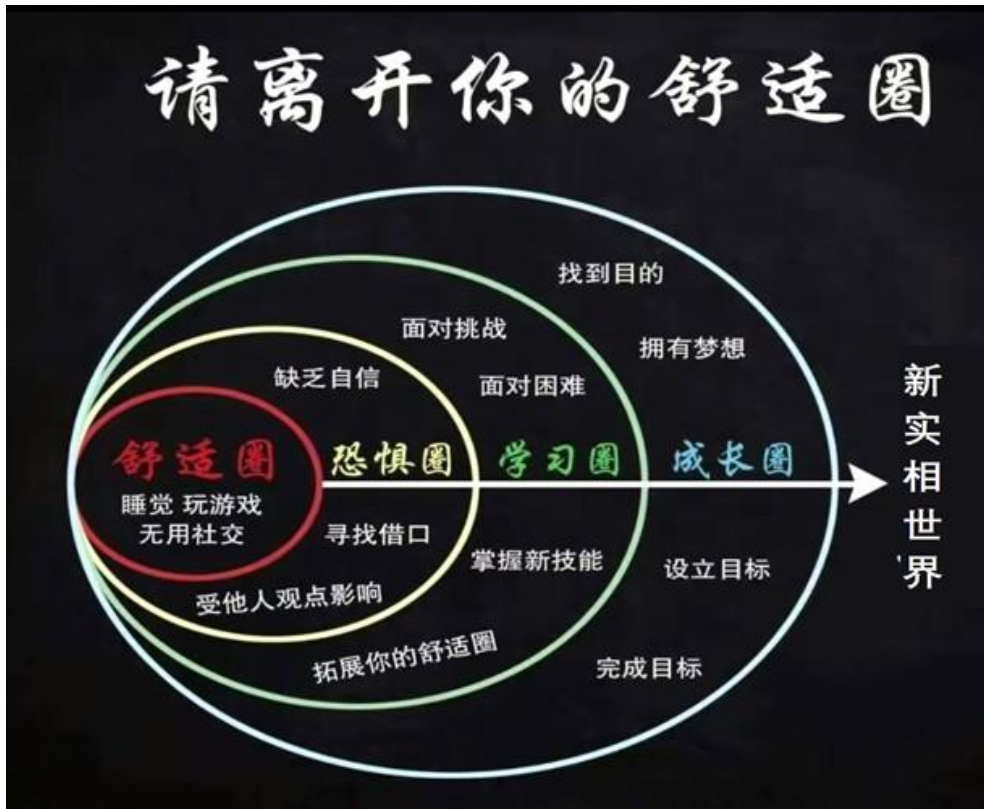 请离开你的舒适圈
找到目的
面对挑战
拥有梦想
缺乏自信
面对困难
舒适圈
恐惧圈
学习圈
成长圈
睡觉 玩游戏
无用社交
寻找借口
掌握新技能
设立目标
受他人观点影响
拓展你的舒适圈
完成目标
新实相世界